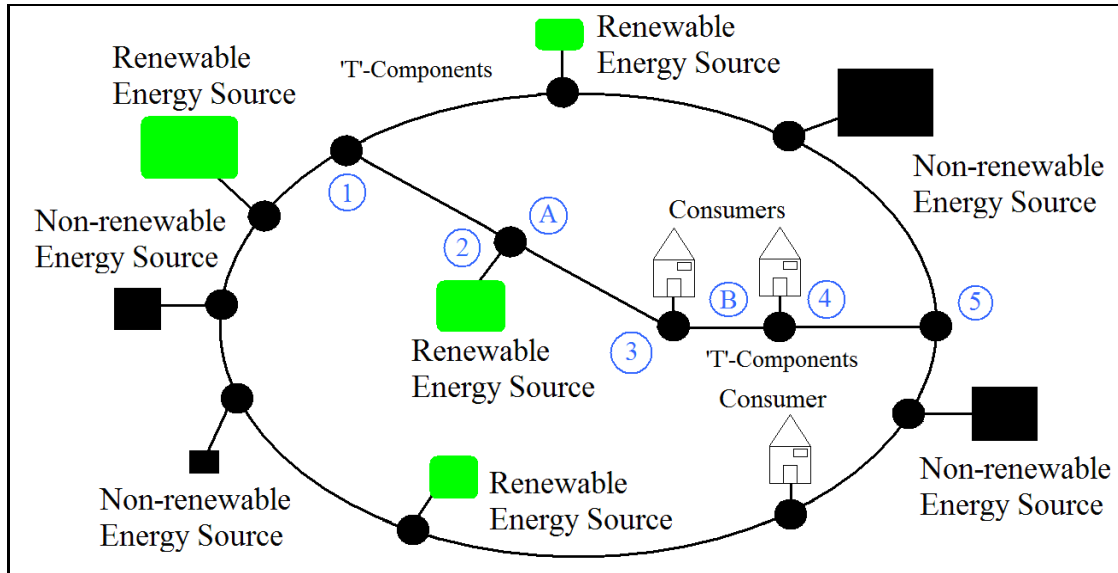 Renewable
Energy Source
'T'-Components
Renewable
Energy Source
Non-renewable
Energy Source
1
A
2
Non-renewable
Energy Source
Consumers
B
4
5
3
Renewable
Energy Source
'T'-Components
Consumer
Non-renewable
Energy Source
Renewable
Energy Source
Non-renewable
Energy Source